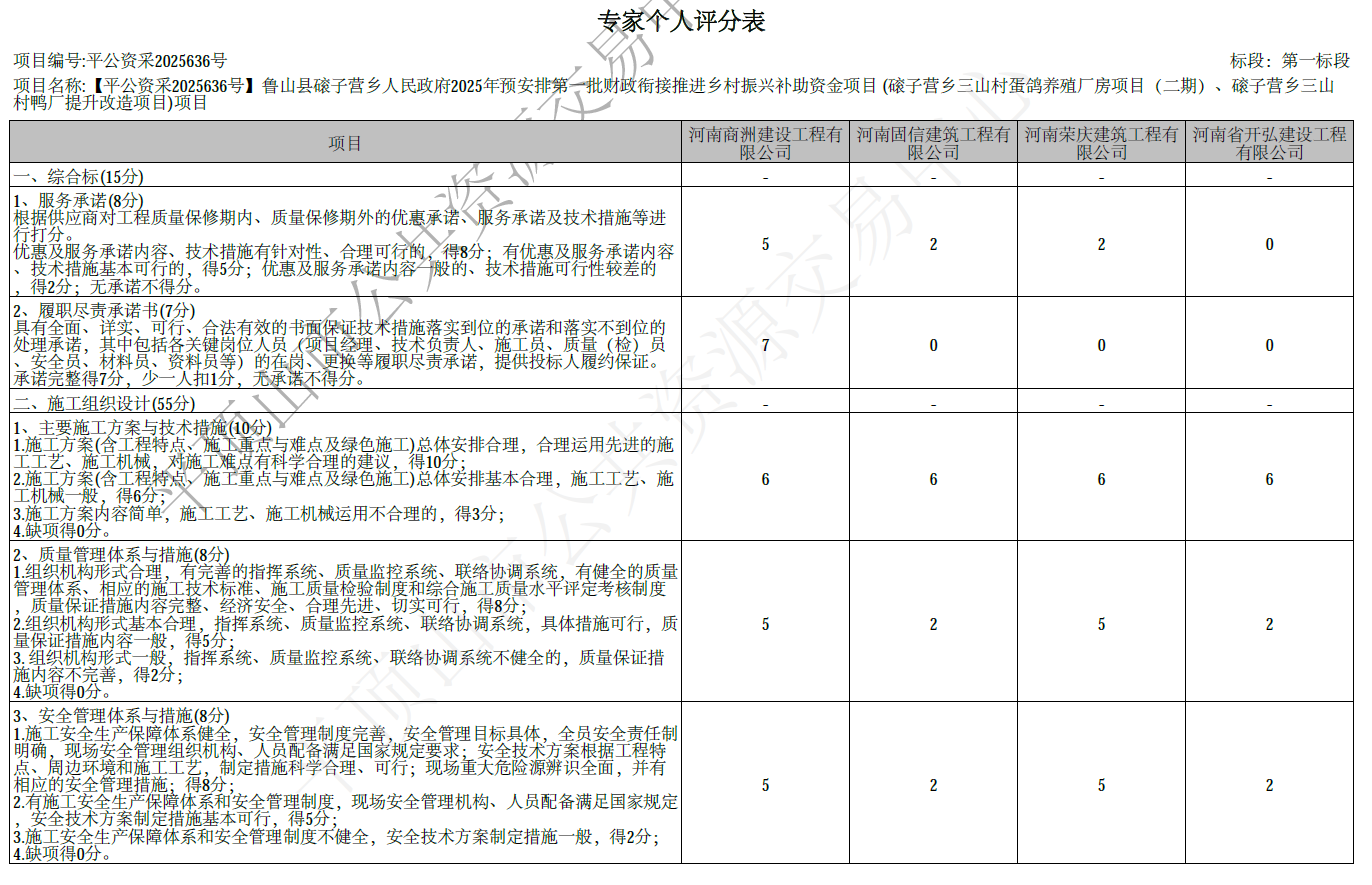 专家个人评分表
项目编号:平公资采2025636号 标段：第一标段
项目名称:【平公资采2025636号】鲁山县磙子营乡人民政府2025年预安排第一批财政衔接推进乡村振兴补助资金项目 (磙子营乡三山村蛋鸽养殖厂房项目（二期）、磙子营乡三山
村鸭厂提升改造项目)项目
项目 河南商洲建设工程有 河南固信建筑工程有 河南荣庆建筑工程有 河南省开弘建设工程
限公司 限公司 限公司 有限公司
一、综合标(15分) - - - -
1、服务承诺(8分)
根据供应商对工程质量保修期内、质量保修期外的优惠承诺、服务承诺及技术措施等进
行打分。
优惠及服务承诺内容、技术措施有针对性、合理可行的，得8分；有优惠及服务承诺内容
、技术措施基本可行的，得5分；优惠及服务承诺内容一般的、技术措施可行性较差的
，得2分；无承诺不得分。
5 2 2 0
2、履职尽责承诺书(7分)
具有全面、详实、可行、合法有效的书面保证技术措施落实到位的承诺和落实不到位的
处理承诺，其中包括各关键岗位人员（项目经理、技术负责人、施工员、质量（检）员
、安全员、材料员、资料员等）的在岗、更换等履职尽责承诺，提供投标人履约保证。
承诺完整得7分，少一人扣1分，无承诺不得分。
7 0 0 0
二、施工组织设计(55分) - - - -
1、主要施工方案与技术措施(10分)
1.施工方案(含工程特点、施工重点与难点及绿色施工)总体安排合理，合理运用先进的施
工工艺、施工机械，对施工难点有科学合理的建议，得10分；
2.施工方案(含工程特点、施工重点与难点及绿色施工)总体安排基本合理，施工工艺、施
工机械一般，得6分；
3.施工方案内容简单，施工工艺、施工机械运用不合理的，得3分；
4.缺项得0分。
6 6 6 6
2、质量管理体系与措施(8分)
1.组织机构形式合理，有完善的指挥系统、质量监控系统、联络协调系统，有健全的质量
管理体系、相应的施工技术标准、施工质量检验制度和综合施工质量水平评定考核制度
，质量保证措施内容完整、经济安全、合理先进、切实可行，得8分；
2.组织机构形式基本合理，指挥系统、质量监控系统、联络协调系统，具体措施可行，质
量保证措施内容一般，得5分；
3. 组织机构形式一般，指挥系统、质量监控系统、联络协调系统不健全的，质量保证措
施内容不完善，得2分；
4.缺项得0分。
5 2 5 2
3、安全管理体系与措施(8分)
1.施工安全生产保障体系健全，安全管理制度完善，安全管理目标具体，全员安全责任制
明确，现场安全管理组织机构、人员配备满足国家规定要求；安全技术方案根据工程特
点、周边环境和施工工艺，制定措施科学合理、可行；现场重大危险源辨识全面，并有
相应的安全管理措施；得8分；
2.有施工安全生产保障体系和安全管理制度，现场安全管理机构、人员配备满足国家规定
，安全技术方案制定措施基本可行，得5分；
3.施工安全生产保障体系和安全管理制度不健全，安全技术方案制定措施一般，得2分；
4.缺项得0分。
5 2 5 2
平顶山市公共资源交易中
平顶山市公共资源交易中心